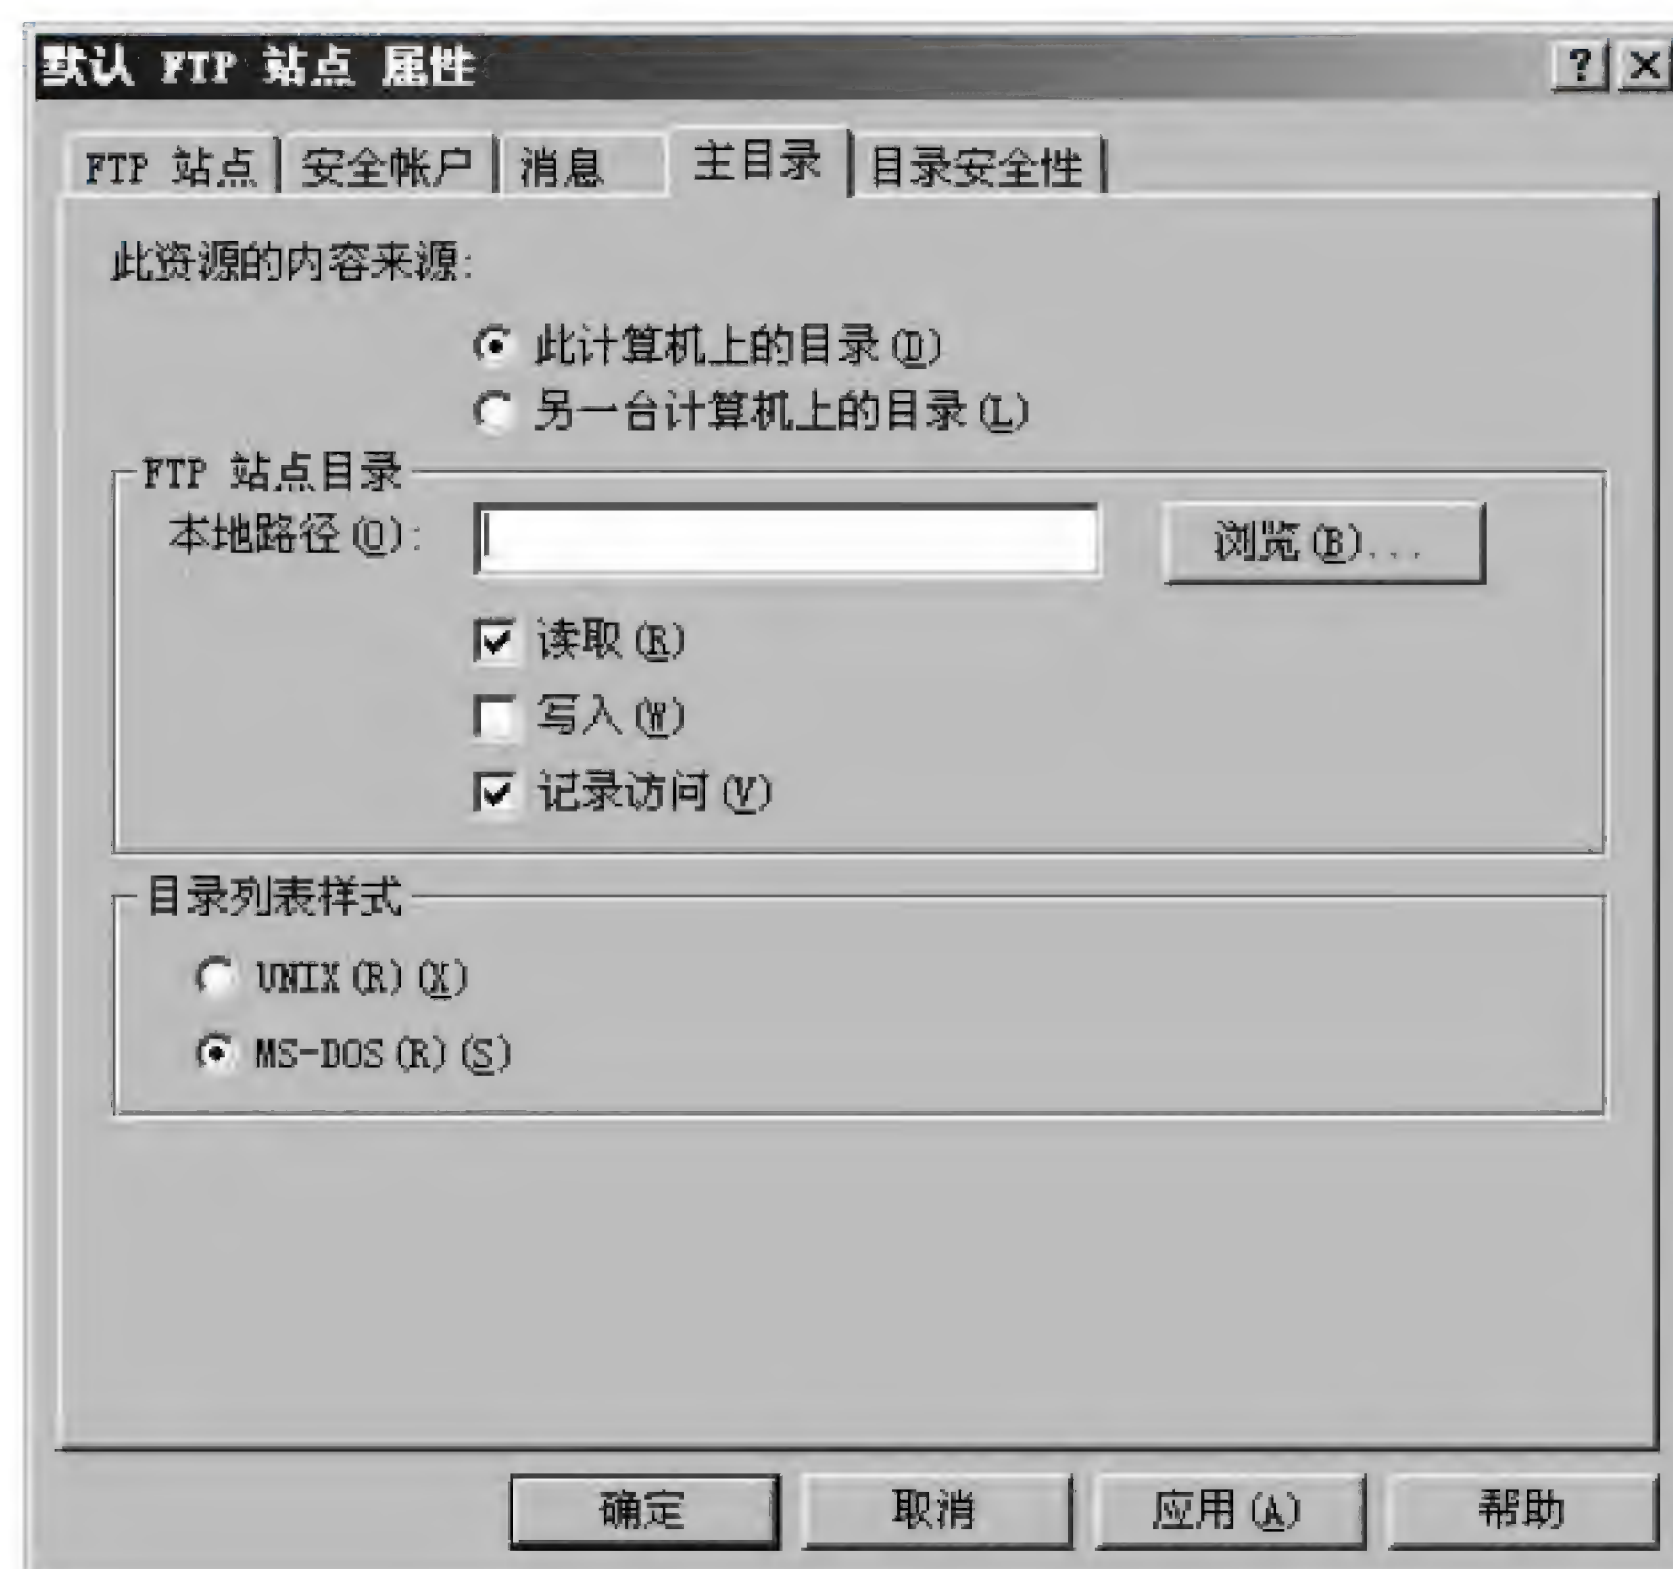 默认 FTP 站点 属性
FTP 站点 安全帐户 消息 主目录 目录安全性
此资源的内容来源:
此计算机上的目录(D)
另一台计算机上的目录(L)
FTP 站点目录
本地路径(O): 浏览(B)...
读取(R)
写入(W)
记录访问(V)
目录列表样式
UNIX(R)(X)
MS-DOS(R)(S)
确定 取消 应用(A) 帮助